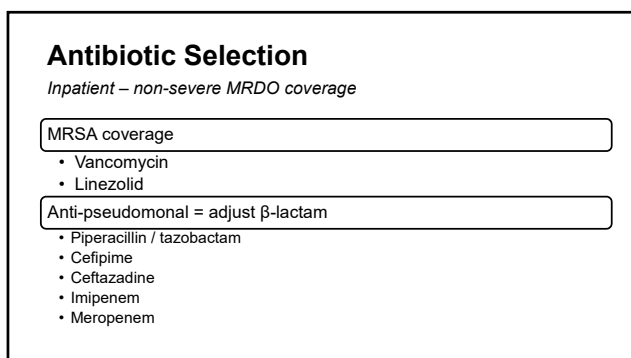 Antibiotic Selection
Inpatient – non-severe MRDO coverage
MRSA coverage
• Vancomycin
• Linezolid
Anti-pseudomonal = adjust β-lactam
• Piperacillin / tazobactam
• Cefipime
• Ceftazadine
• Imipenem
• Meropenem